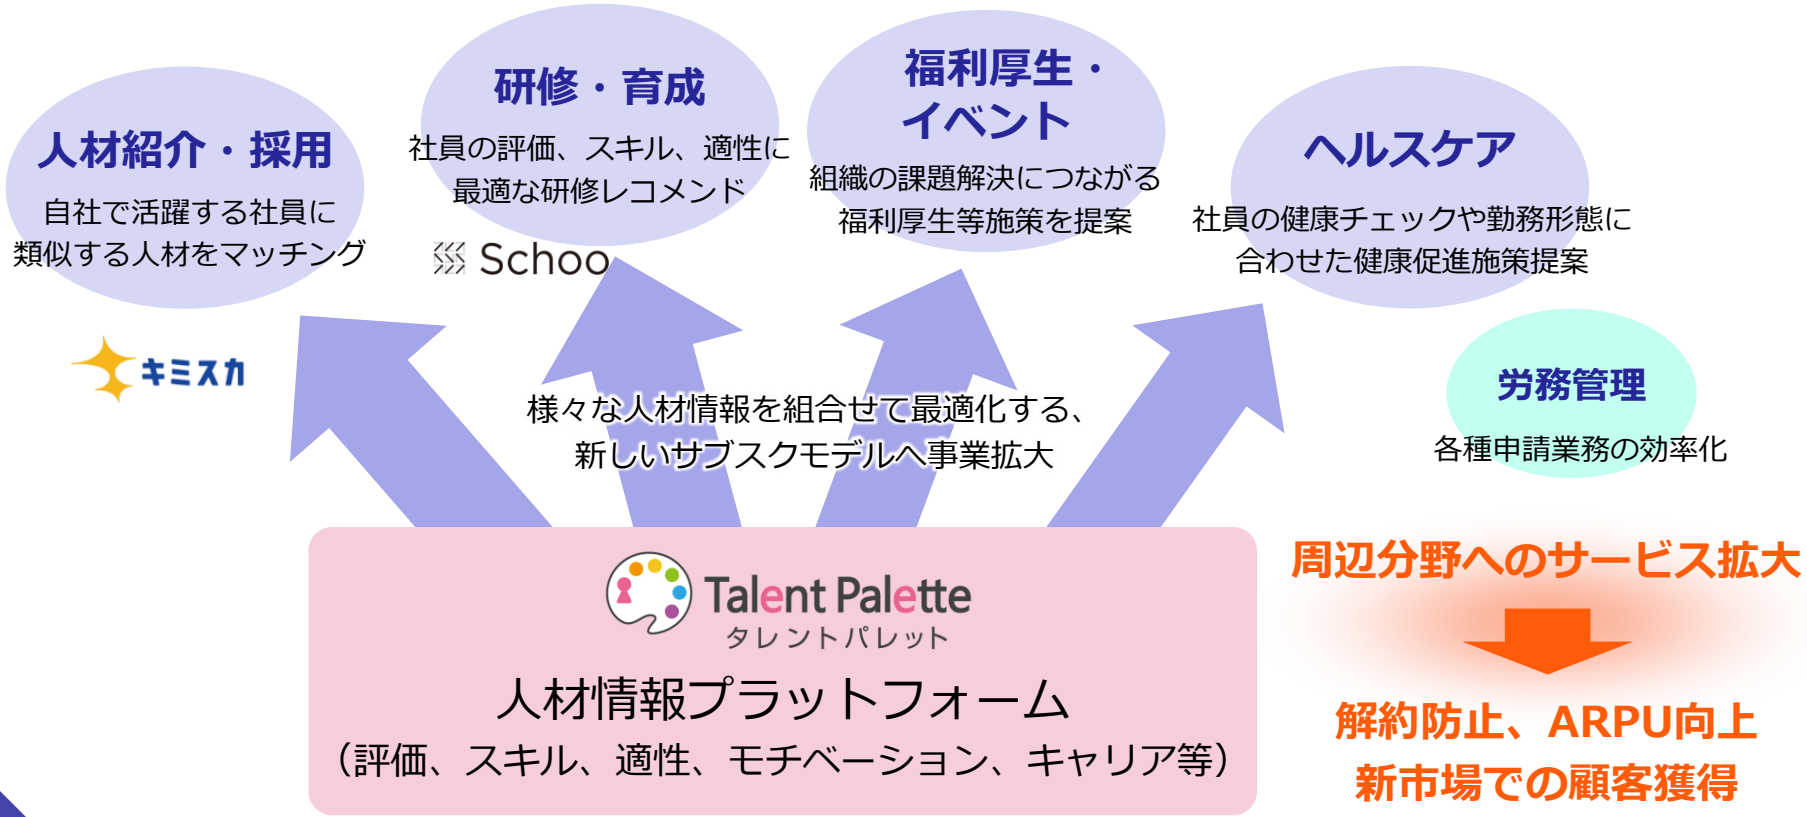 人材紹介・採用
自社で活躍する社員に
類似する人材をマッチング
キミスカ
研修・育成
社員の評価、スキル、適性に
最適な研修レコメンド
Schoo
福利厚生・
イベント
組織の課題解決につながる
福利厚生等施策を提案
ヘルスケア
社員の健康チェックや勤務形態に
合わせた健康促進施策提案
労務管理
各種申請業務の効率化
様々な人材情報を組合せて最適化する、
新しいサブスクモデルへ事業拡大
Talent Palette
タレントパレット
人材情報プラットフォーム
（評価、スキル、適性、モチベーション、キャリア等）
周辺分野へのサービス拡大
解約防止、ARPU向上
新市場での顧客獲得